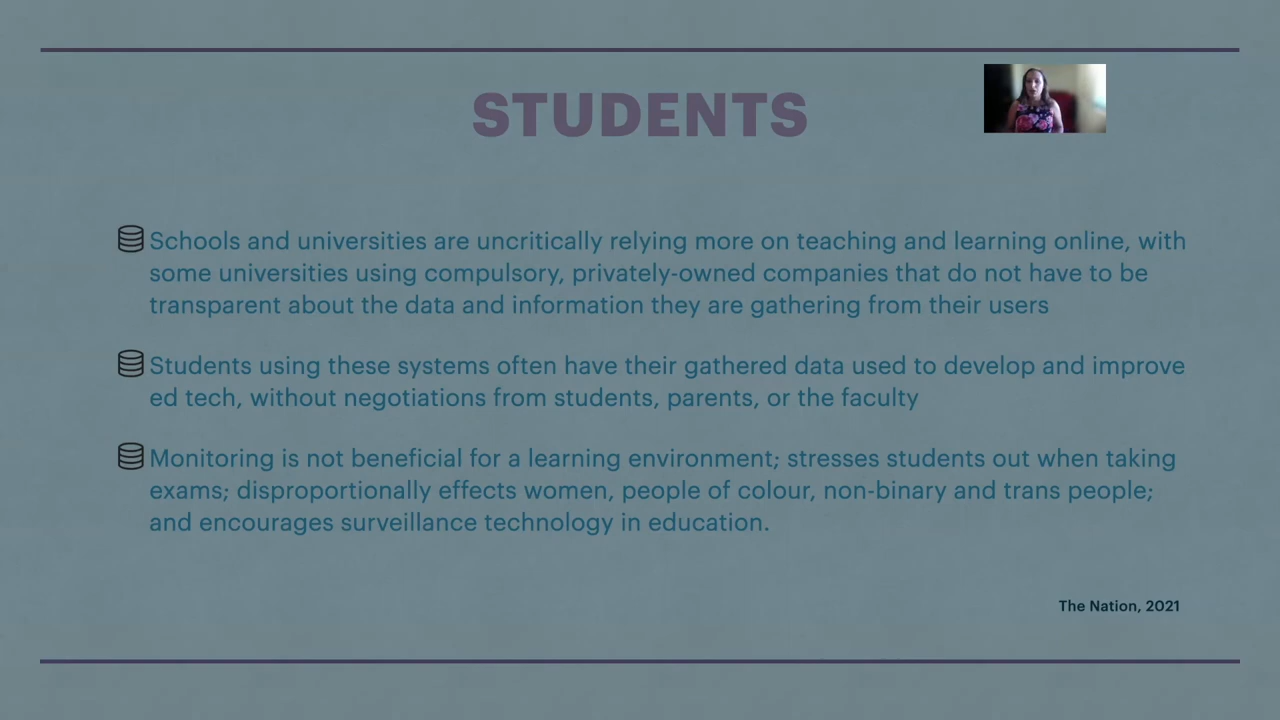 STUDENTS
Schools and universities are uncritically relying more on teaching and learning online, with
some universities using compulsory, privately-owned companies that do not have to be
transparent about the data and information they are gathering from their users
Students using these systems often have their gathered data used to develop and improve
ed tech, without negotiations from students, parents, or the faculty
Monitoring is not beneficial for a learning environment; stresses students out when taking
exams; disproportionally effects women, people of colour, non-binary and trans people;
and encourages surveillance technology in education.
The Nation, 2021